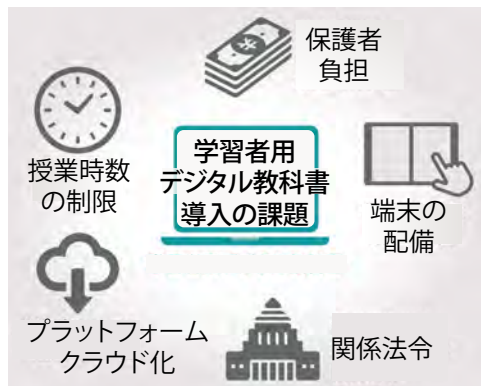 保護者
負担
授業時数
の制限
学習者用
デジタル教科書
導入の課題
端末の
配備
プラットフォーム
クラウド化
関係法令